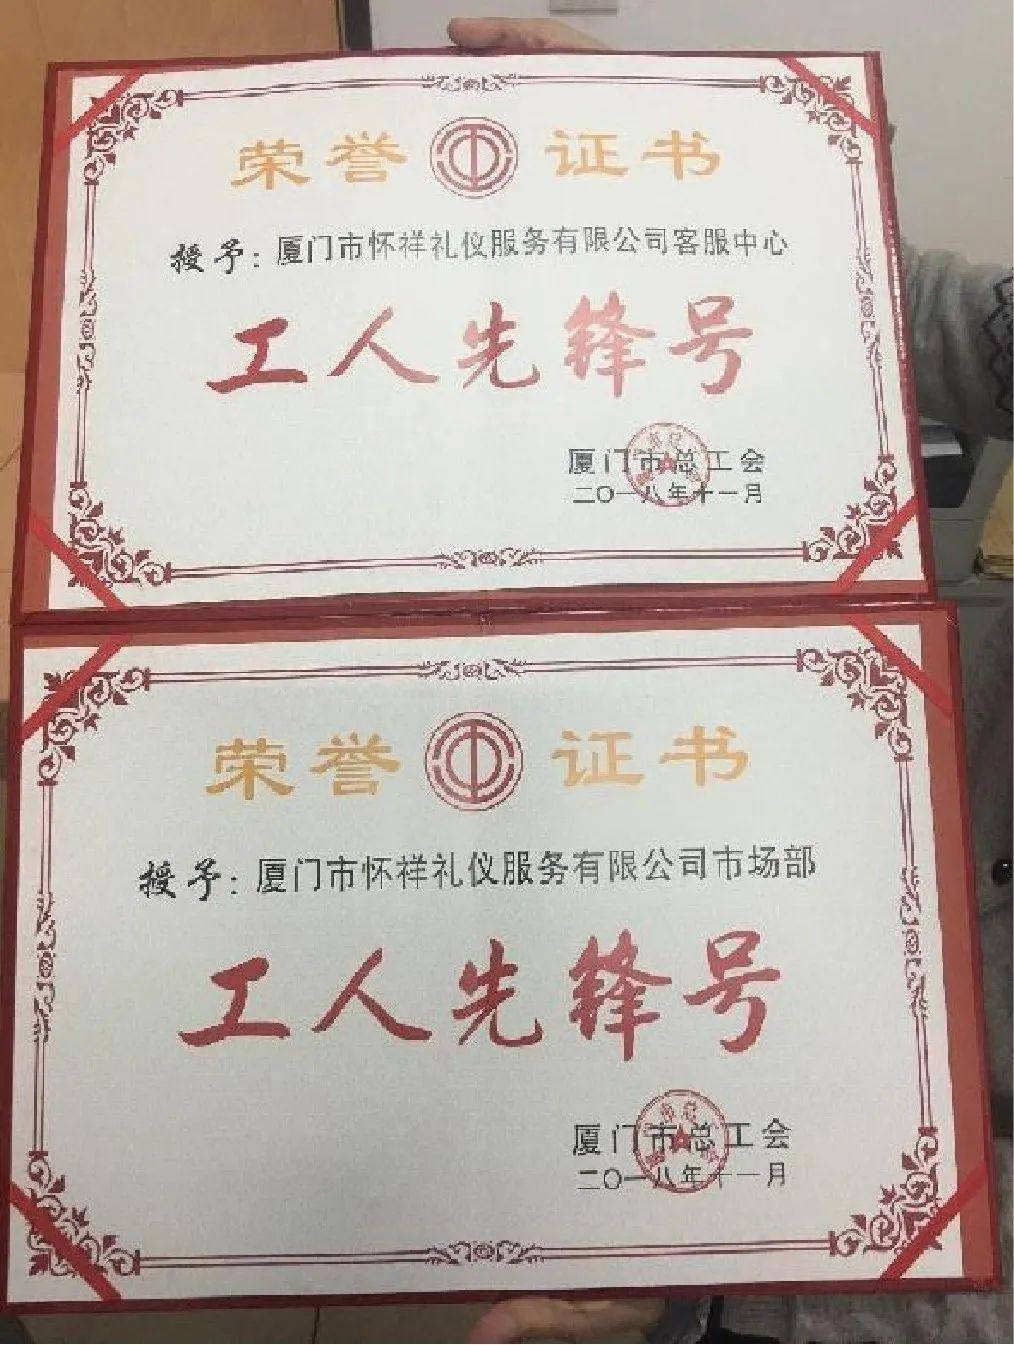 荣誉证书
授予：厦门市怀祥礼仪服务有限公司客服中心
工人先锋号
厦门市总工会
二〇一八年十一月
荣誉证书
授予：厦门市怀祥礼仪服务有限公司市场部
工人先锋号
厦门市总工会
二〇一八年十一月